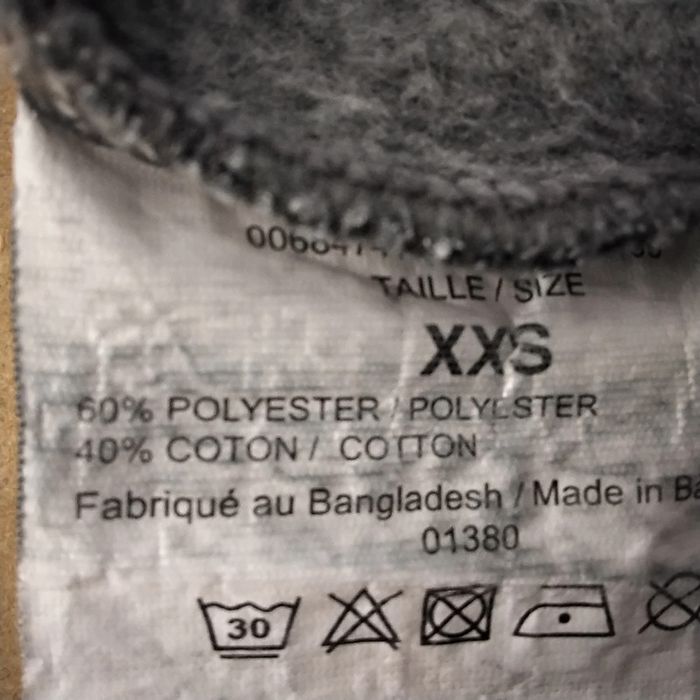 TAILLE / SIZE
XXS
60% POLYESTER / POLYESTER
40% COTON / COTTON
Fabriqué au Bangladesh / Made in
01380
30